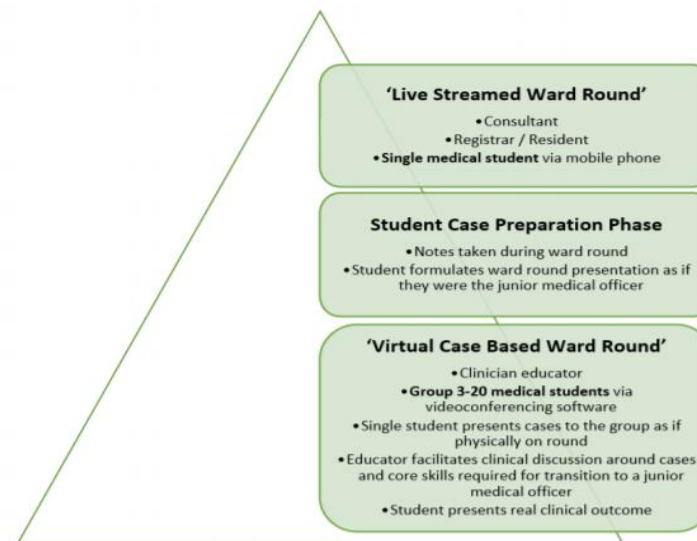 ‘Live Streamed Ward Round’
•Consultant
•Registrar / Resident
•Single medical student via mobile phone
Student Case Preparation Phase
•Notes taken during ward round
•Student formulates ward round presentation as if
they were the junior medical officer
‘Virtual Case Based Ward Round’
•Clinician educator
•Group 3-20 medical students via
videoconferencing software
•Single student presents cases to the group as if
physically on round
•Educator facilitates clinical discussion around cases
and core skills required for transition to a junior
medical officer
•Student presents real clinical outcome